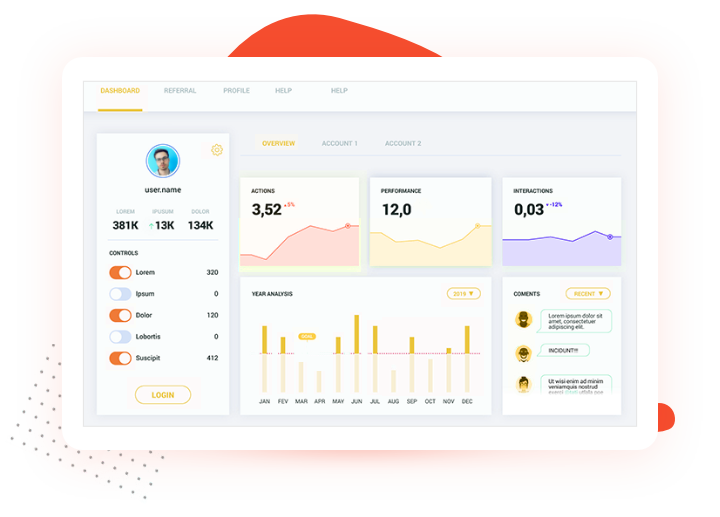 DASHBOARD REFERRAL PROFILE HELP HELP
OVERVIEW ACCOUNT 1 ACCOUNT 2
user.name
LOREM IPUSUM DOLOR
381K 13K 134K
CONTROLS
Lorem 320
Ipsum 0
Dolor 120
Lobortis 0
Suscipit 412
LOGIN
ACTIONS
3,52 ▲5%
PERFORMANCE
12,0
INTERACTIONS
0,03 ▼-12%
YEAR ANALYSIS
2019 ▼
JAN FEV MAR APR MAY JUN JUL AUG SEP OCT NOV DEC
COMENTS
RECENT ▼
Lorem ipsum dolor sit
amet, consectetuer
adipiscing elit.
INCIDUNT!!!
Ut wisi enim ad minim
veniamquis nostrud